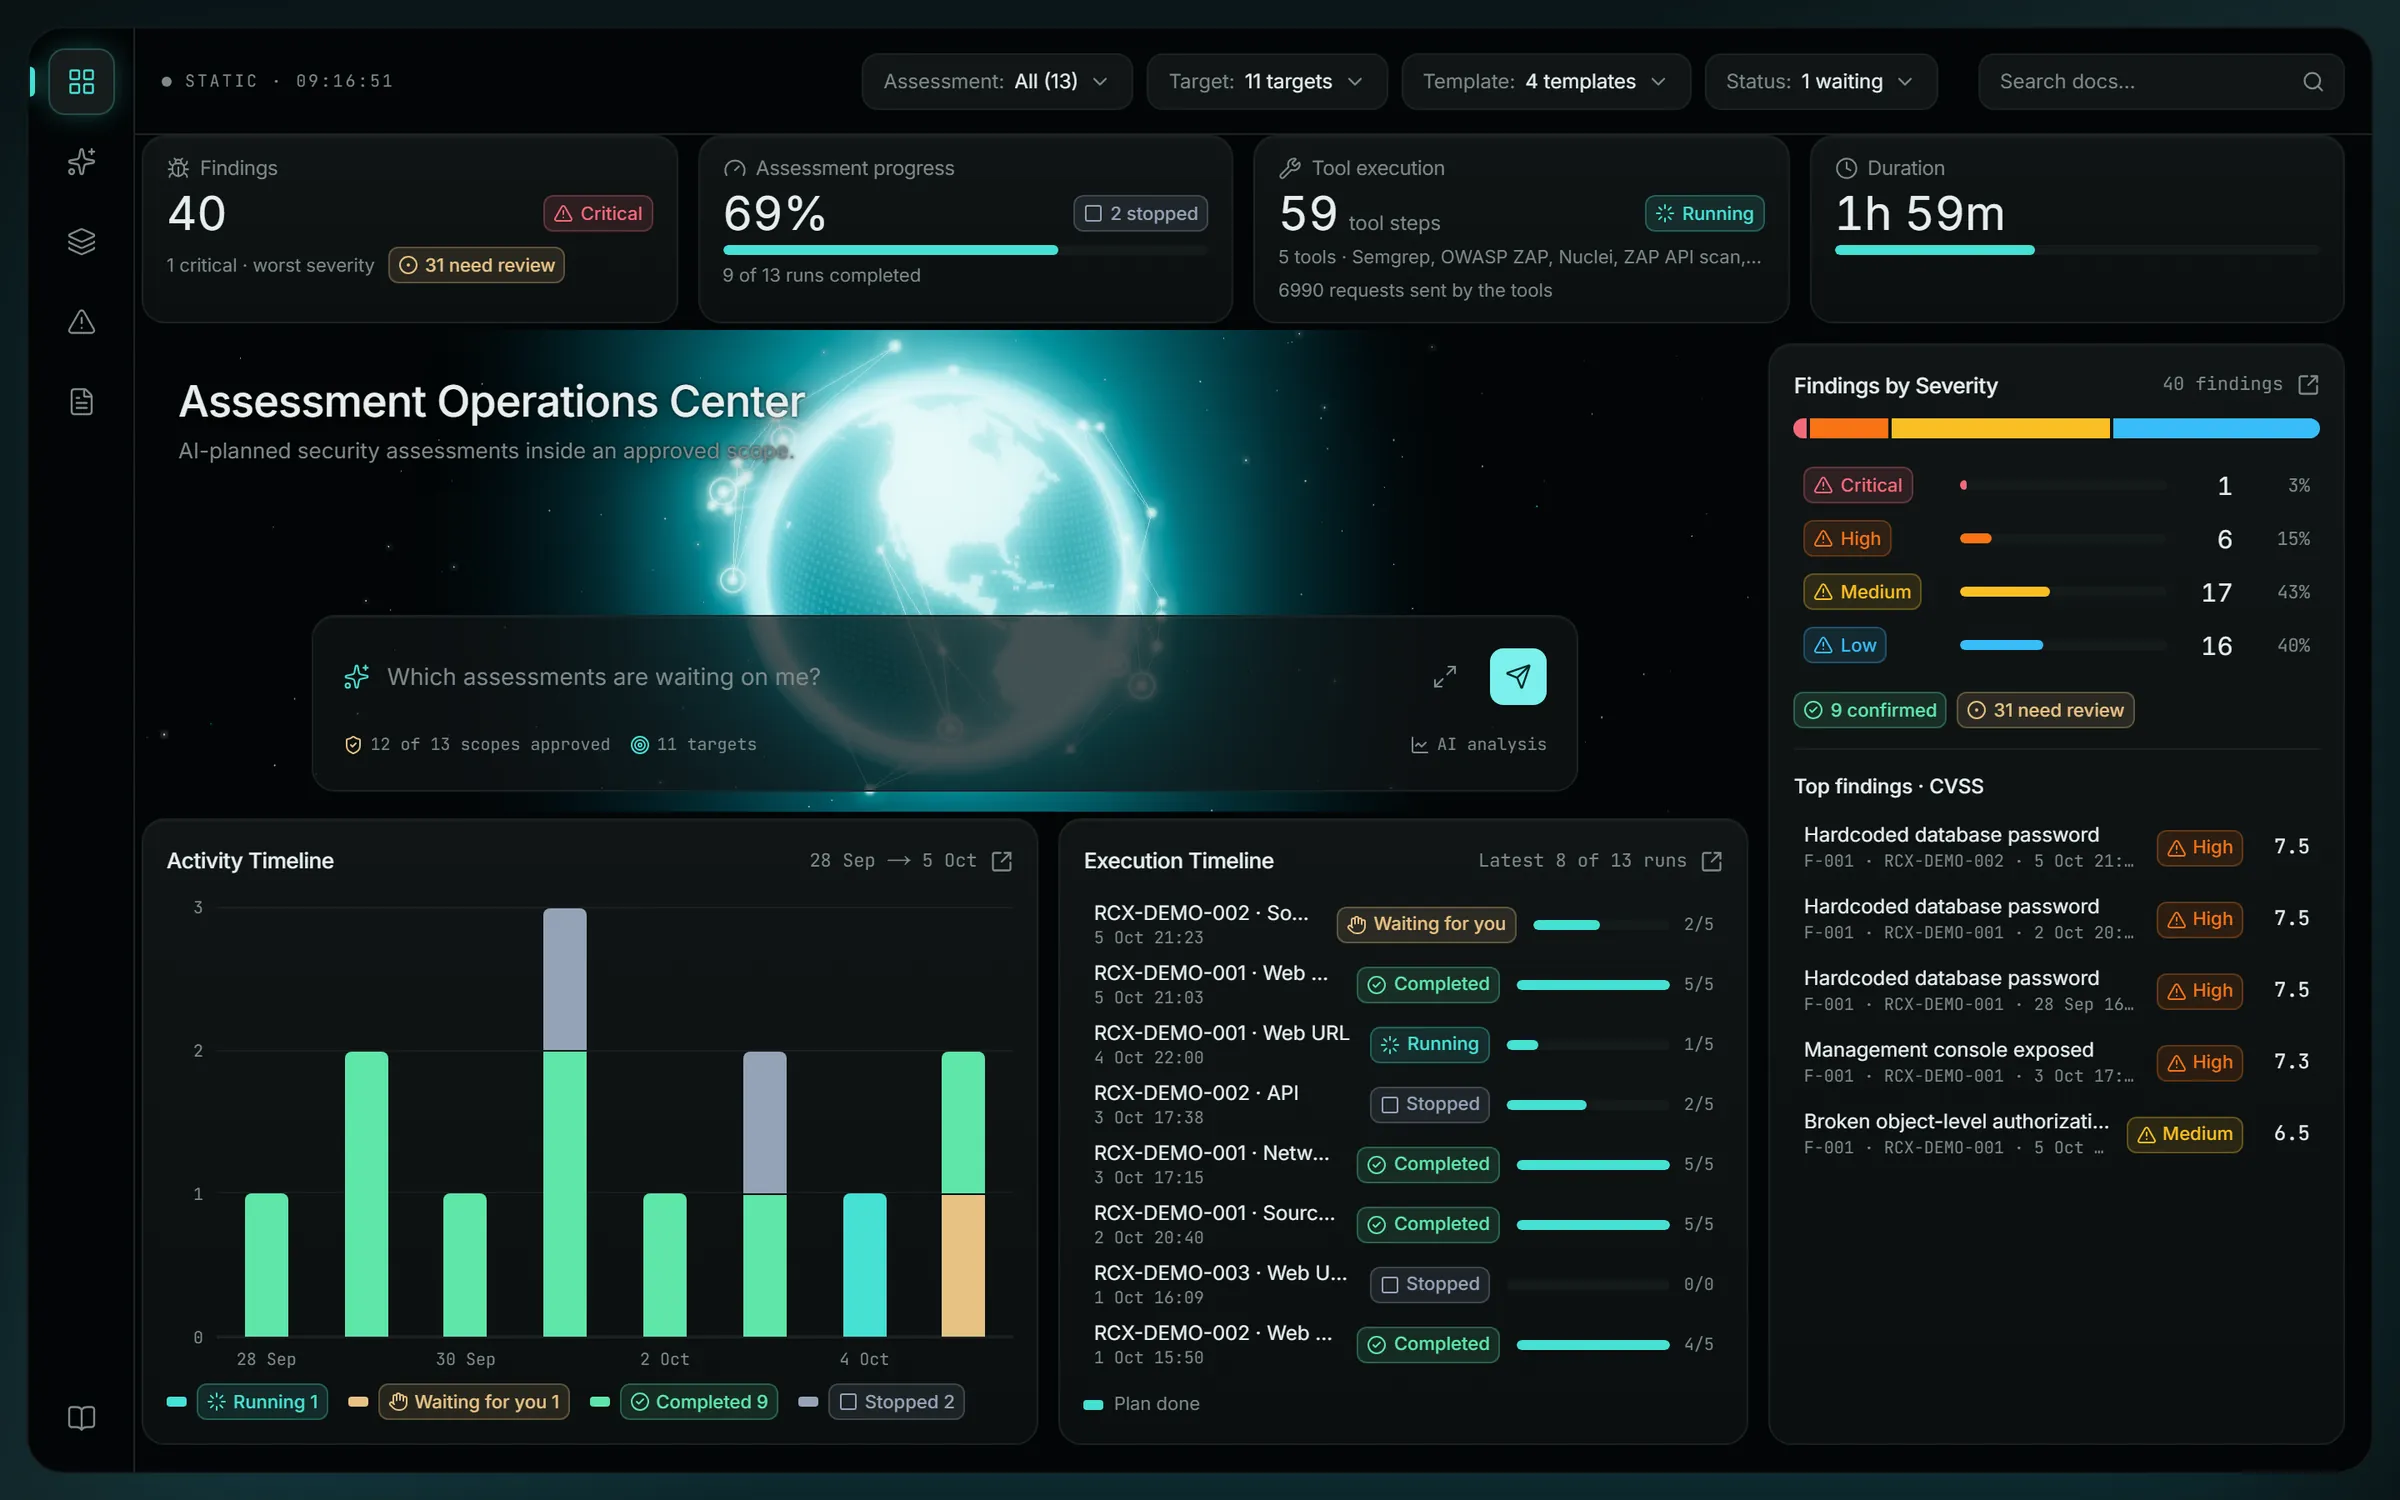 STATIC · 09:16:51
Assessment: All (13)
Target: 11 targets
Template: 4 templates
Status: 1 waiting
Search docs...
Findings
40
Critical
1 critical · worst severity
31 need review
Assessment progress
69%
2 stopped
9 of 13 runs completed
Tool execution
59 tool steps
Running
5 tools · Semgrep, OWASP ZAP, Nuclei, ZAP API scan,...
6990 requests sent by the tools
Duration
1h 59m
Assessment Operations Center
AI-planned security assessments inside an approved scope.
Which assessments are waiting on me?
12 of 13 scopes approved
11 targets
AI analysis
Findings by Severity
40 findings
Critical 1 3%
High 6 15%
Medium 17 43%
Low 16 40%
9 confirmed
31 need review
Top findings · CVSS
Hardcoded database password
F-001 · RCX-DEMO-002 · 5 Oct 21:…
High 7.5
Hardcoded database password
F-001 · RCX-DEMO-001 · 2 Oct 20:…
High 7.5
Hardcoded database password
F-001 · RCX-DEMO-001 · 28 Sep 16…
High 7.5
Management console exposed
F-001 · RCX-DEMO-001 · 3 Oct 17:…
High 7.3
Broken object-level authorizati...
F-001 · RCX-DEMO-001 · 5 Oct …
Medium 6.5
Activity Timeline
28 Sep → 5 Oct
3
2
1
0
28 Sep
30 Sep
2 Oct
4 Oct
Running 1
Waiting for you 1
Completed 9
Stopped 2
Execution Timeline
Latest 8 of 13 runs
RCX-DEMO-002 · So...
5 Oct 21:23
Waiting for you
2/5
RCX-DEMO-001 · Web ...
5 Oct 21:03
Completed
5/5
RCX-DEMO-001 · Web URL
4 Oct 22:00
Running
1/5
RCX-DEMO-002 · API
3 Oct 17:38
Stopped
2/5
RCX-DEMO-001 · Netw...
3 Oct 17:15
Completed
5/5
RCX-DEMO-001 · Sourc...
2 Oct 20:40
Completed
5/5
RCX-DEMO-003 · Web U...
1 Oct 16:09
Stopped
0/0
RCX-DEMO-002 · Web ...
1 Oct 15:50
Completed
4/5
Plan done